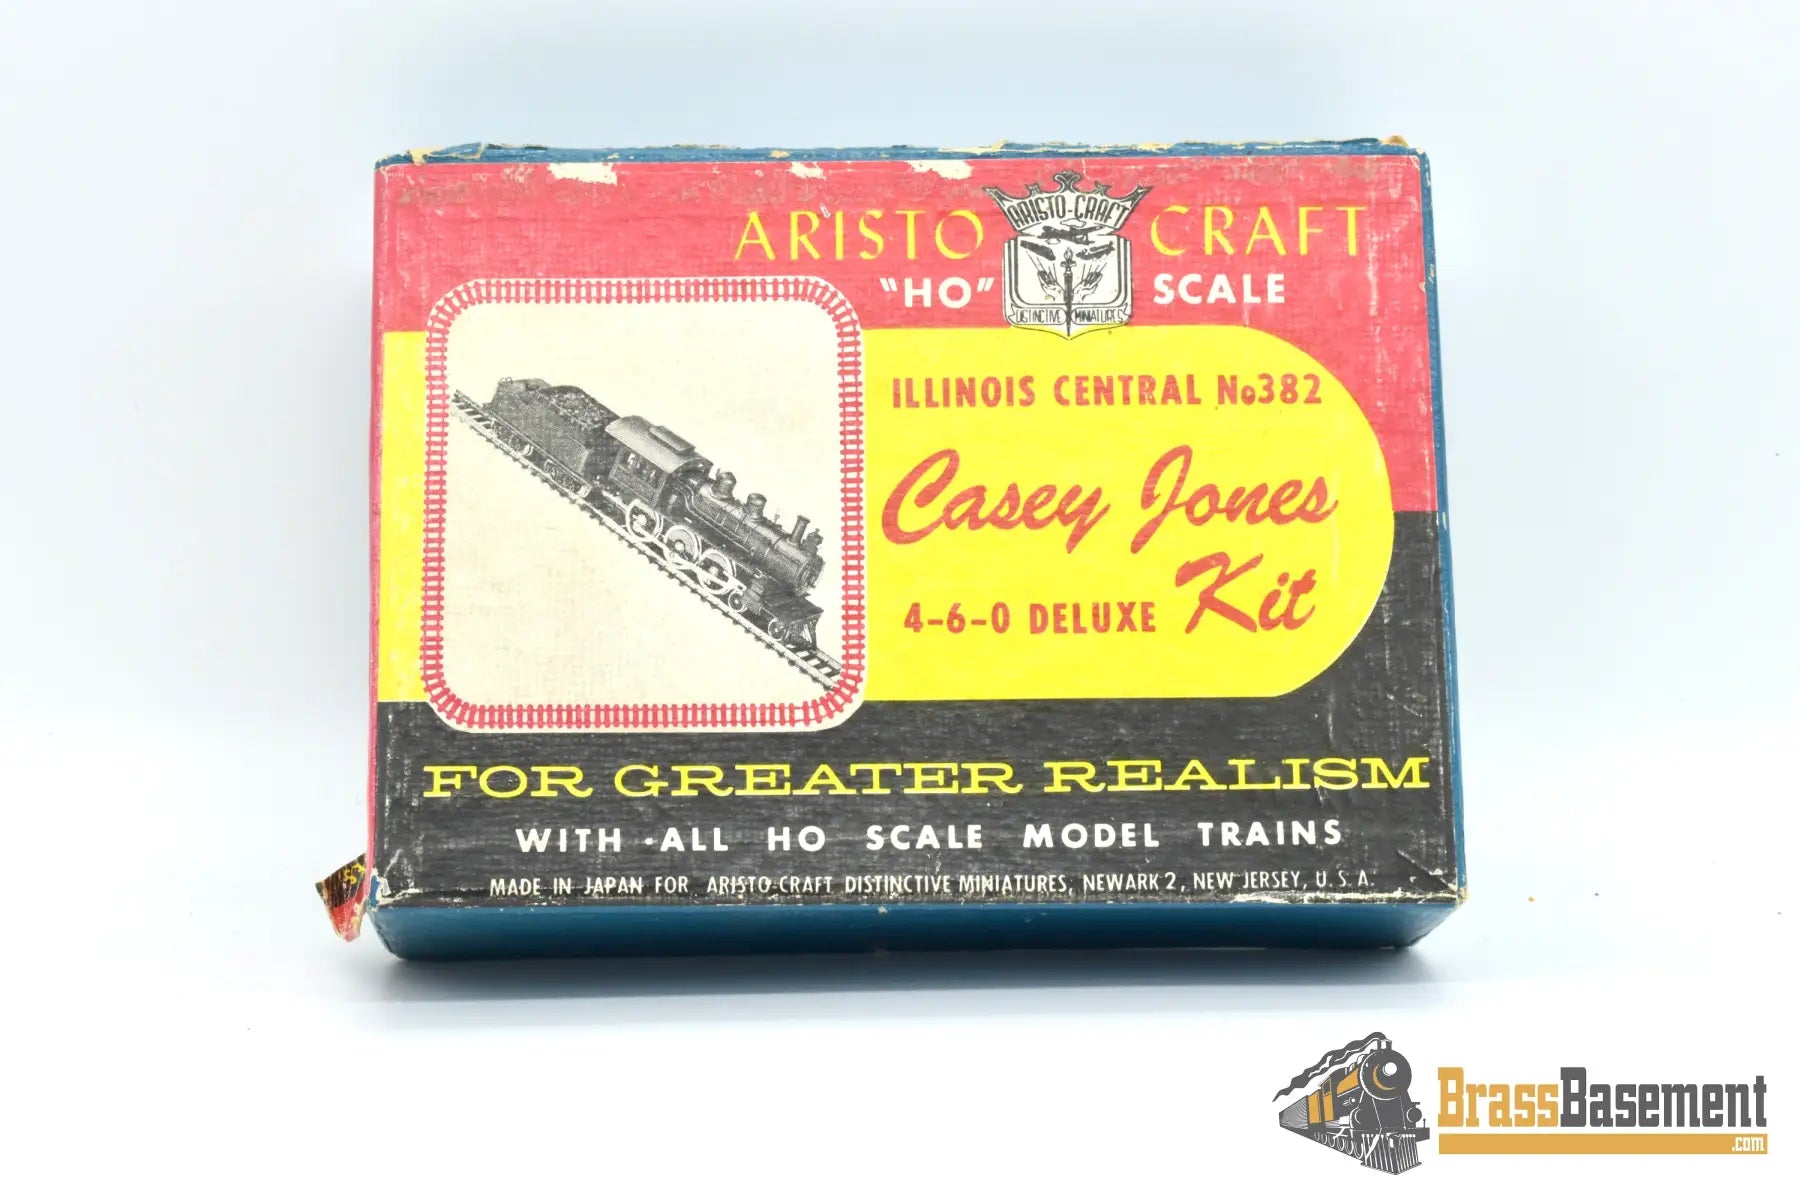 ARISTO CRAFT
ARISTO-CRAFT
DISTINCTIVE MINIATURES
"HO" SCALE
ILLINOIS CENTRAL No382
Casey Jones
4-6-0 DELUXE Kit
FOR GREATER REALISM
WITH ALL HO SCALE MODEL TRAINS
MADE IN JAPAN FOR ARISTO-CRAFT DISTINCTIVE MINIATURES, NEWARK 2, NEW JERSEY, U.S.A.
BrassBasement
.com